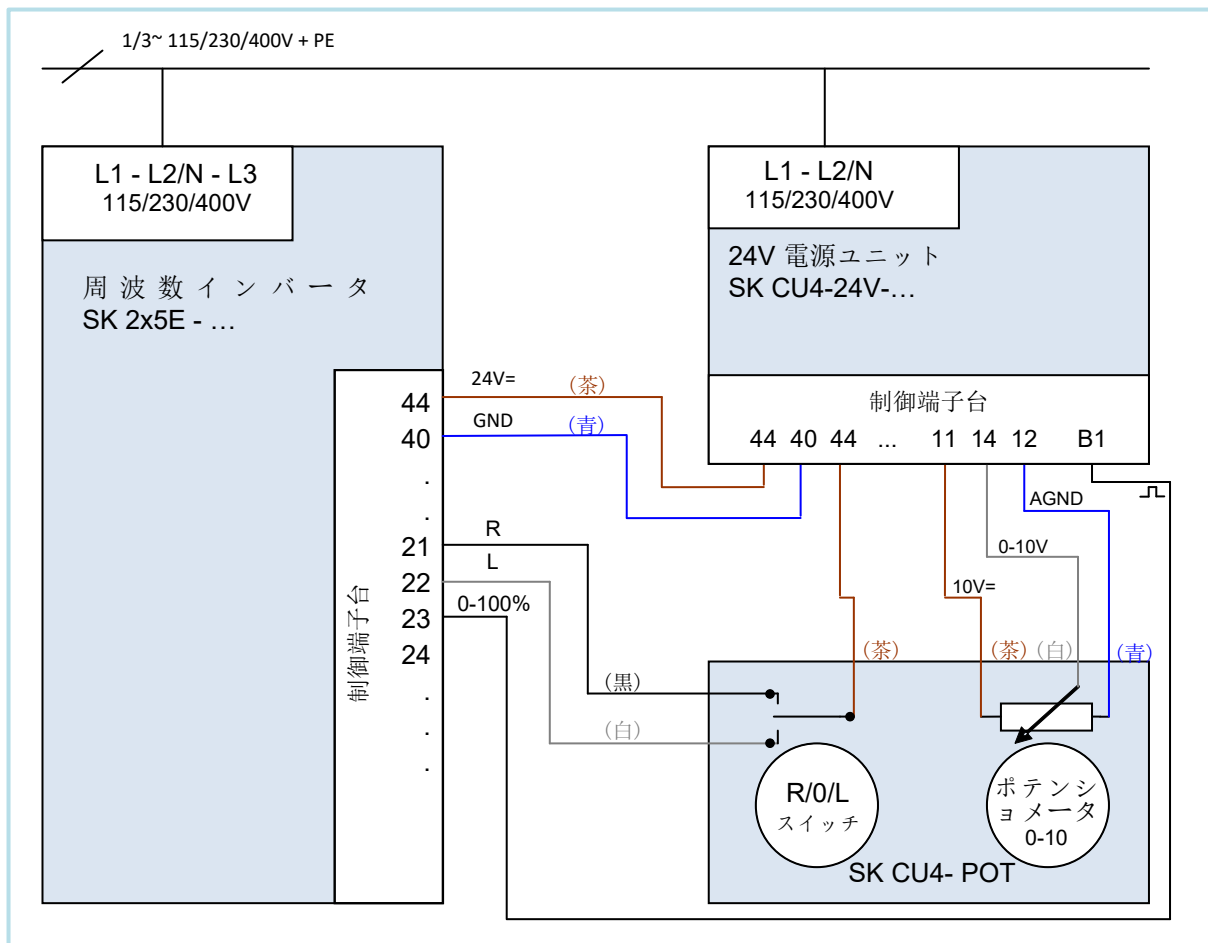 1/3~ 115/230/400V + PE
L1 - L2/N - L3
115/230/400V
周波数インバータ
SK 2x5E - …
制御端子台
44
40
.
.
21
22
23
24
.
.
.
24V=
(茶)
GND
(青)
R
L
0-100%
L1 - L2/N
115/230/400V
24V 電源ユニット
SK CU4-24V-…
制御端子台
44 40 44 ... 11 14 12 B1
AGND
0-10V
10V=
(茶)
(茶) (白)
(青)
(黒)
(白)
R/0/L
スイッチ
ポテンシ
ョメータ
0-10
SK CU4- POT